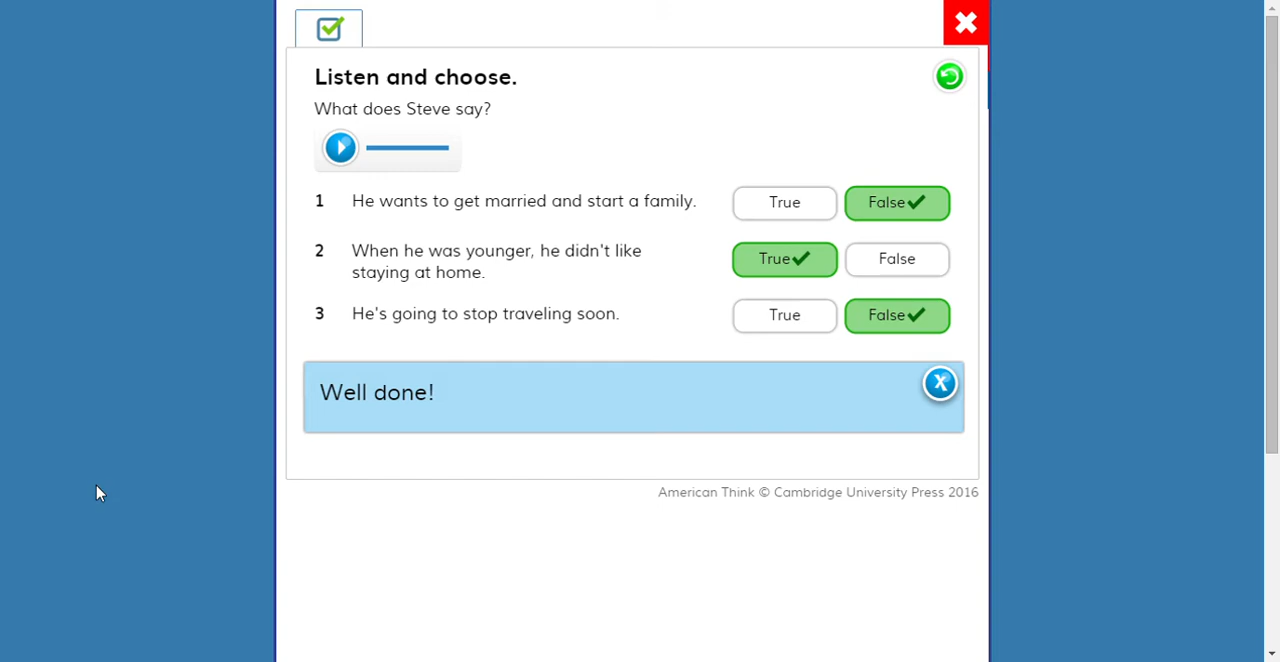 Listen and choose.
What does Steve say?
1 He wants to get married and start a family. True False
2 When he was younger, he didn't like
staying at home. True False
3 He's going to stop traveling soon. True False
Well done!
X
American Think © Cambridge University Press 2016